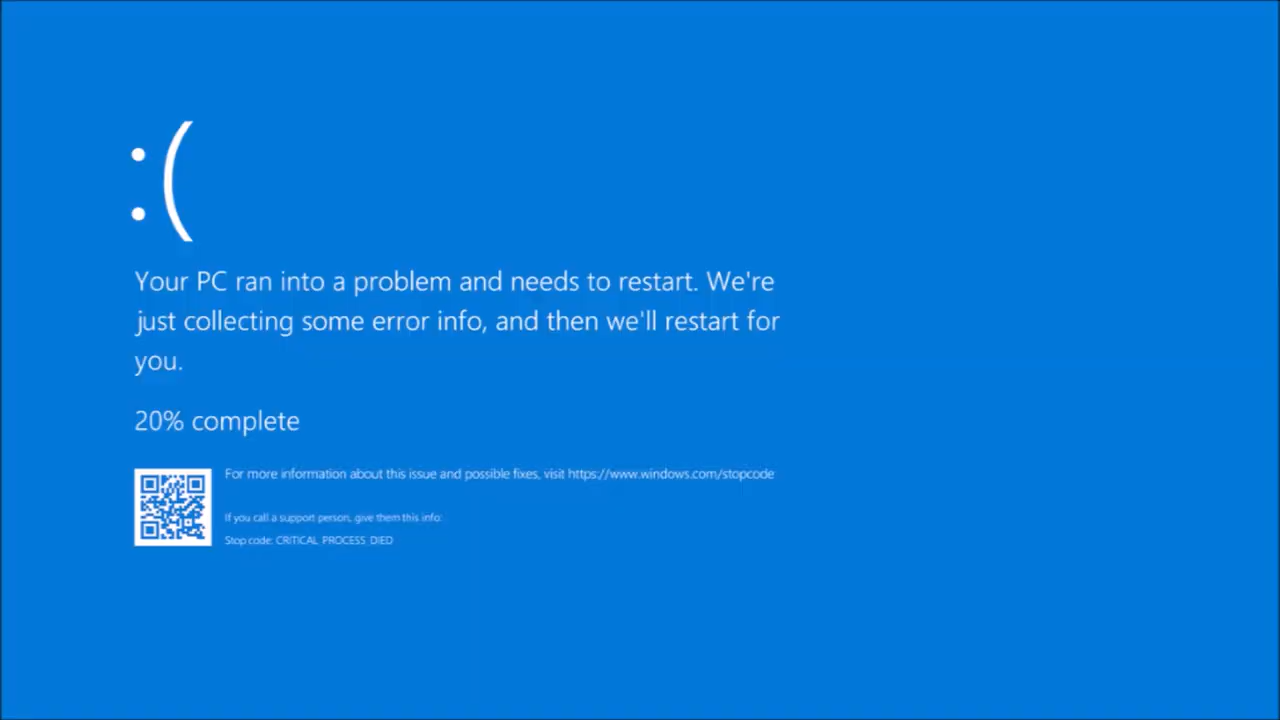 :(
Your PC ran into a problem and needs to restart. We're
just collecting some error info, and then we'll restart for
you.
20% complete
For more information about this issue and possible fixes, visit https://www.windows.com/stopcode
If you call a support person, give them this info:
Stop code: CRITICAL_PROCESS_DIED